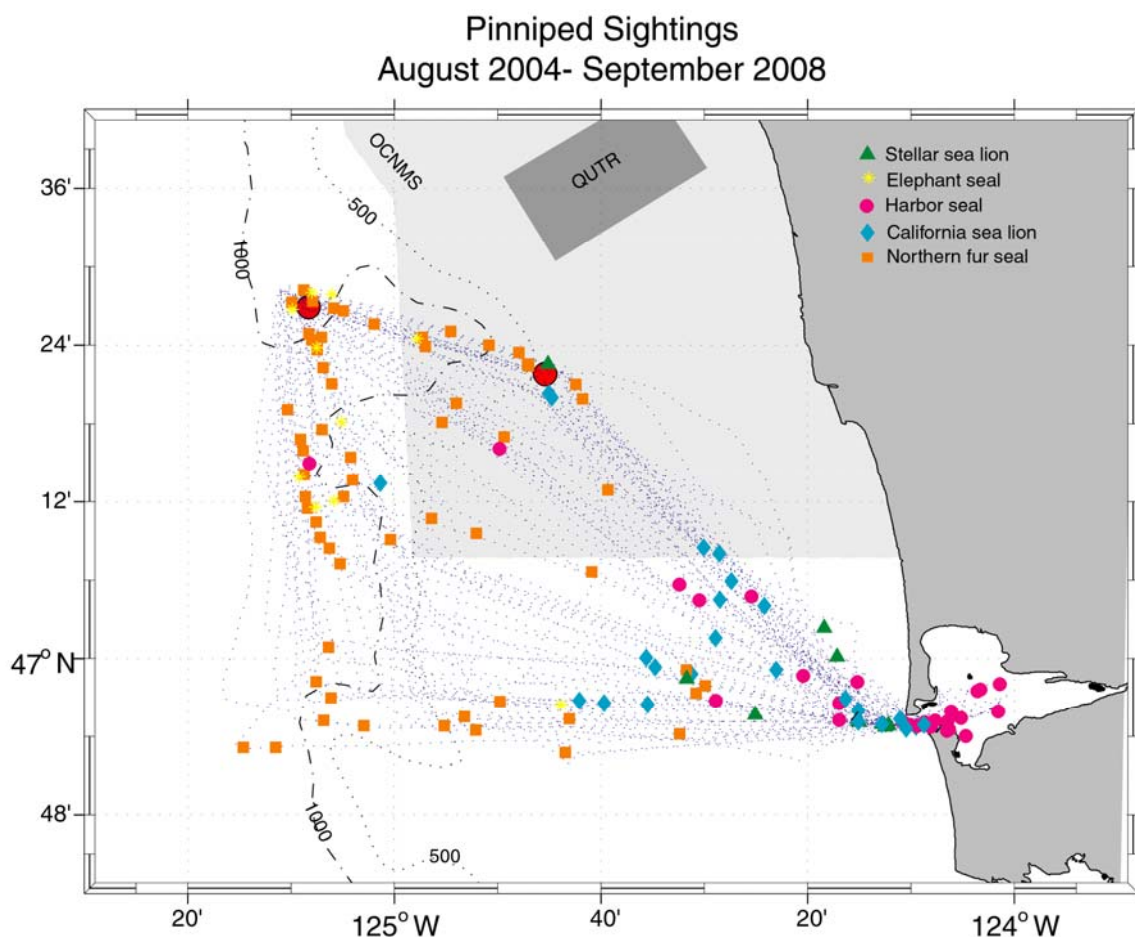 Pinniped Sightings
August 2004- September 2008
OCNMS
QUTR
Stellar sea lion
Elephant seal
Harbor seal
California sea lion
Northern fur seal
36'
500
1000
24'
12'
47° N
48'
1000
500
20'
125° W
40'
20'
124° W